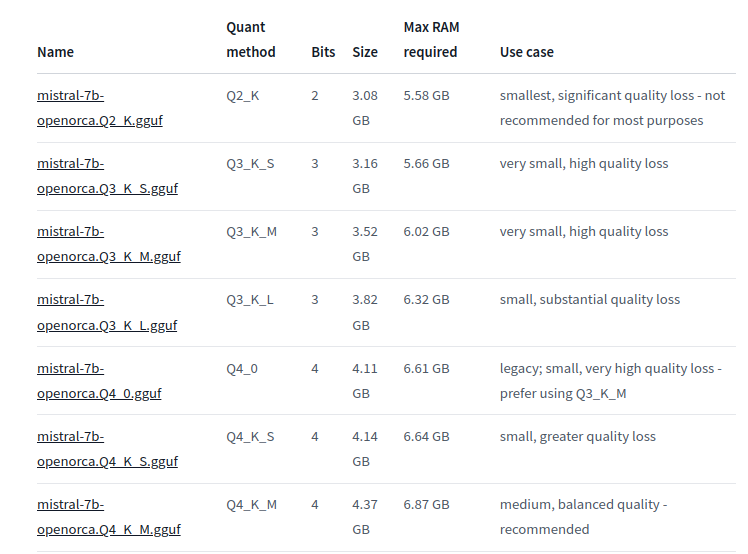 Name Quant method Bits Size Max RAM required Use case
mistral-7b-openorca.Q2_K.gguf Q2_K 2 3.08 GB 5.58 GB smallest, significant quality loss - not recommended for most purposes
mistral-7b-openorca.Q3_K_S.gguf Q3_K_S 3 3.16 GB 5.66 GB very small, high quality loss
mistral-7b-openorca.Q3_K_M.gguf Q3_K_M 3 3.52 GB 6.02 GB very small, high quality loss
mistral-7b-openorca.Q3_K_L.gguf Q3_K_L 3 3.82 GB 6.32 GB small, substantial quality loss
mistral-7b-openorca.Q4_0.gguf Q4_0 4 4.11 GB 6.61 GB legacy; small, very high quality loss - prefer using Q3_K_M
mistral-7b-openorca.Q4_K_S.gguf Q4_K_S 4 4.14 GB 6.64 GB small, greater quality loss
mistral-7b-openorca.Q4_K_M.gguf Q4_K_M 4 4.37 GB 6.87 GB medium, balanced quality - recommended